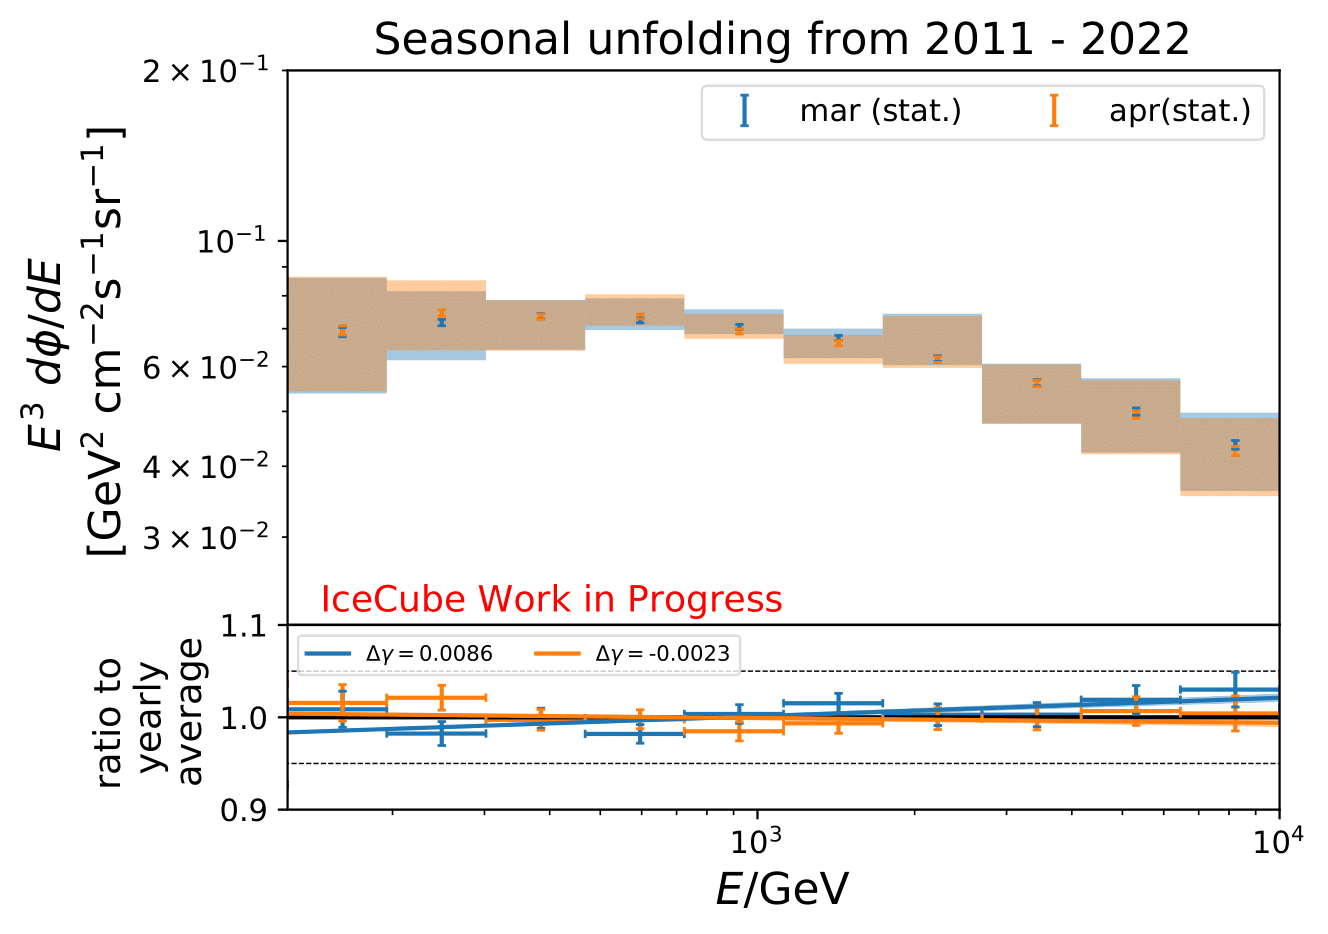 Seasonal unfolding from 2011 - 2022
2 × 10⁻¹
mar (stat.)
apr(stat.)
10⁻¹
E³ dϕ/dE
[GeV² cm⁻²s⁻¹sr⁻¹]
6 × 10⁻²
4 × 10⁻²
3 × 10⁻²
IceCube Work in Progress
1.1
Δγ = 0.0086
Δγ = -0.0023
ratio to
yearly
average
1.0
0.9
10³
10⁴
E/GeV